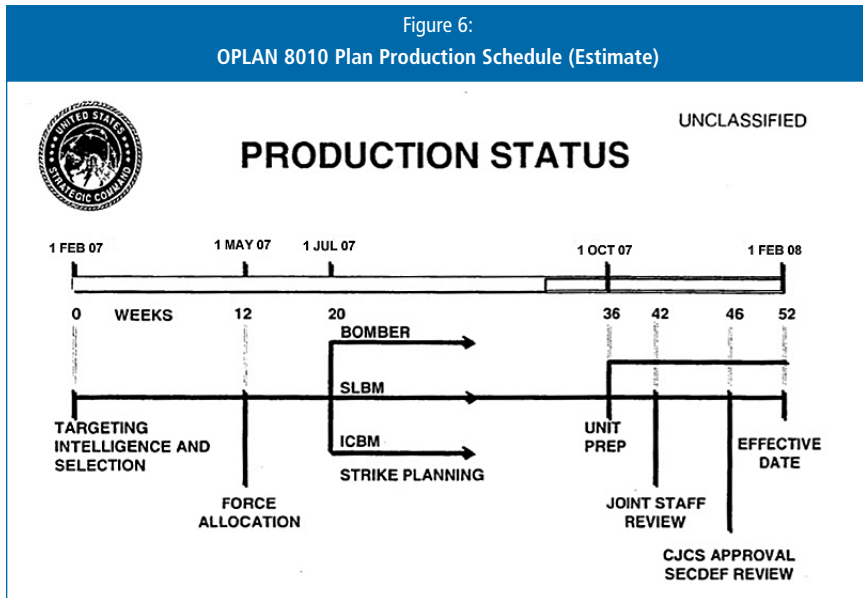 Figure 6:
OPLAN 8010 Plan Production Schedule (Estimate)
UNITED STATES
STRATEGIC COMMAND
UNCLASSIFIED
PRODUCTION STATUS
1 FEB 07 1 MAY 07 1 JUL 07 1 OCT 07 1 FEB 08
0 WEEKS 12 20 36 42 46 52
BOMBER
SLBM
ICBM
STRIKE PLANNING
TARGETING
INTELLIGENCE AND
SELECTION
FORCE
ALLOCATION
UNIT
PREP
JOINT STAFF
REVIEW
CJCS APPROVAL
SECDEF REVIEW
EFFECTIVE
DATE